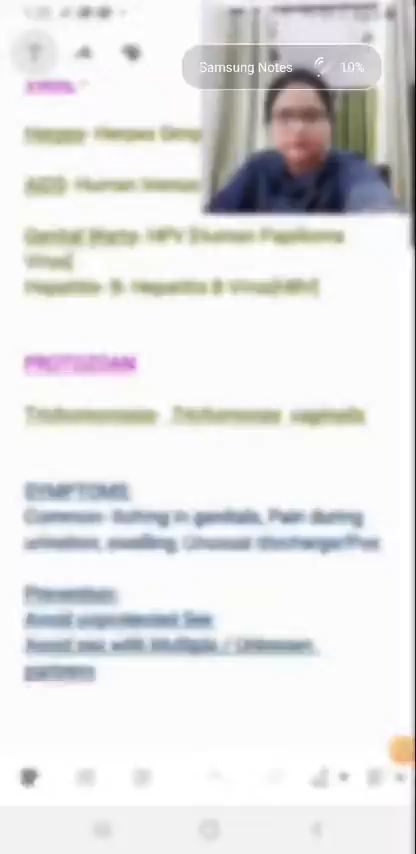 Samsung Notes 10%
VIRAL-
Herpes- Herpes Simp
AIDS- Human Immun
Genital Warts- HPV (Human Papilloma
Virus)
Hepatitis- B- Hepatitis B Virus(HBV)
PROTOZOAN
Trichomoniasis- Trichomonas vaginalis
SYMPTOMS:
Common- Itching in genitals, Pain during
urination, swelling, Unusual discharge/Pus
Prevention:
Avoid unprotected Sex
Avoid sex with Multiple / Unknown
partners